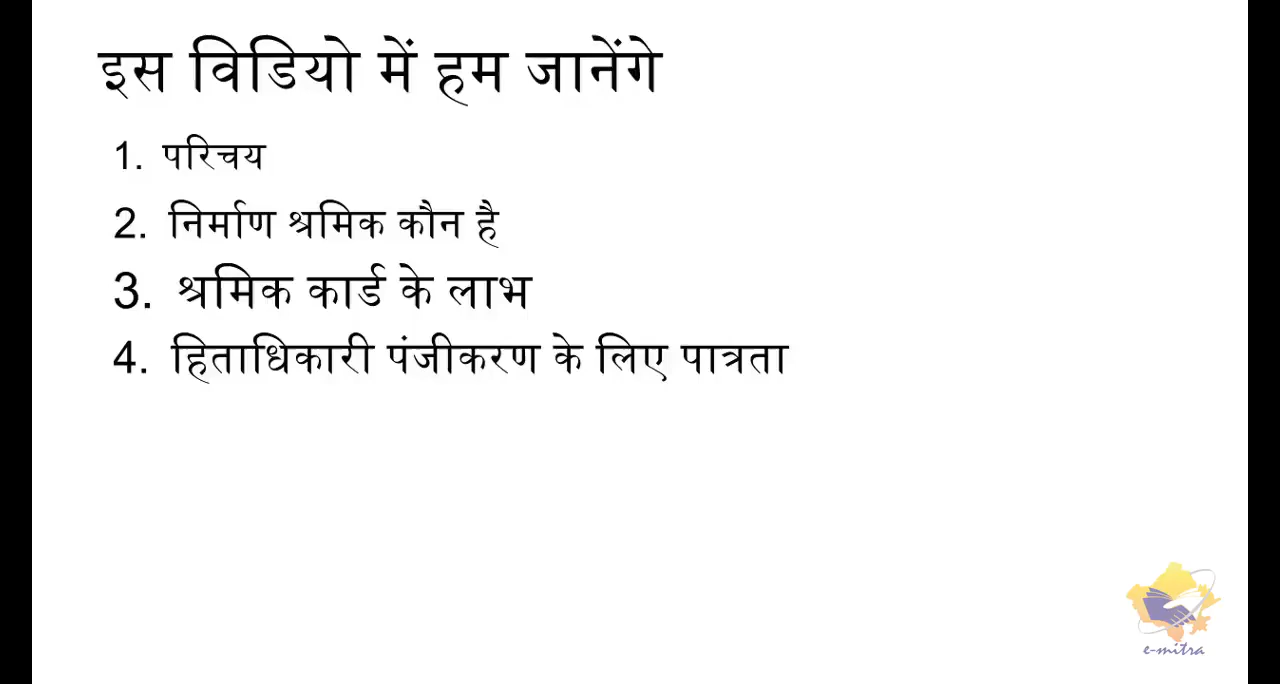 इस विडियो में हम जानेंगे
1. परिचय
2. निर्माण श्रमिक कौन है
3. श्रमिक कार्ड के लाभ
4. हिताधिकारी पंजीकरण के लिए पात्रता
e-mitra